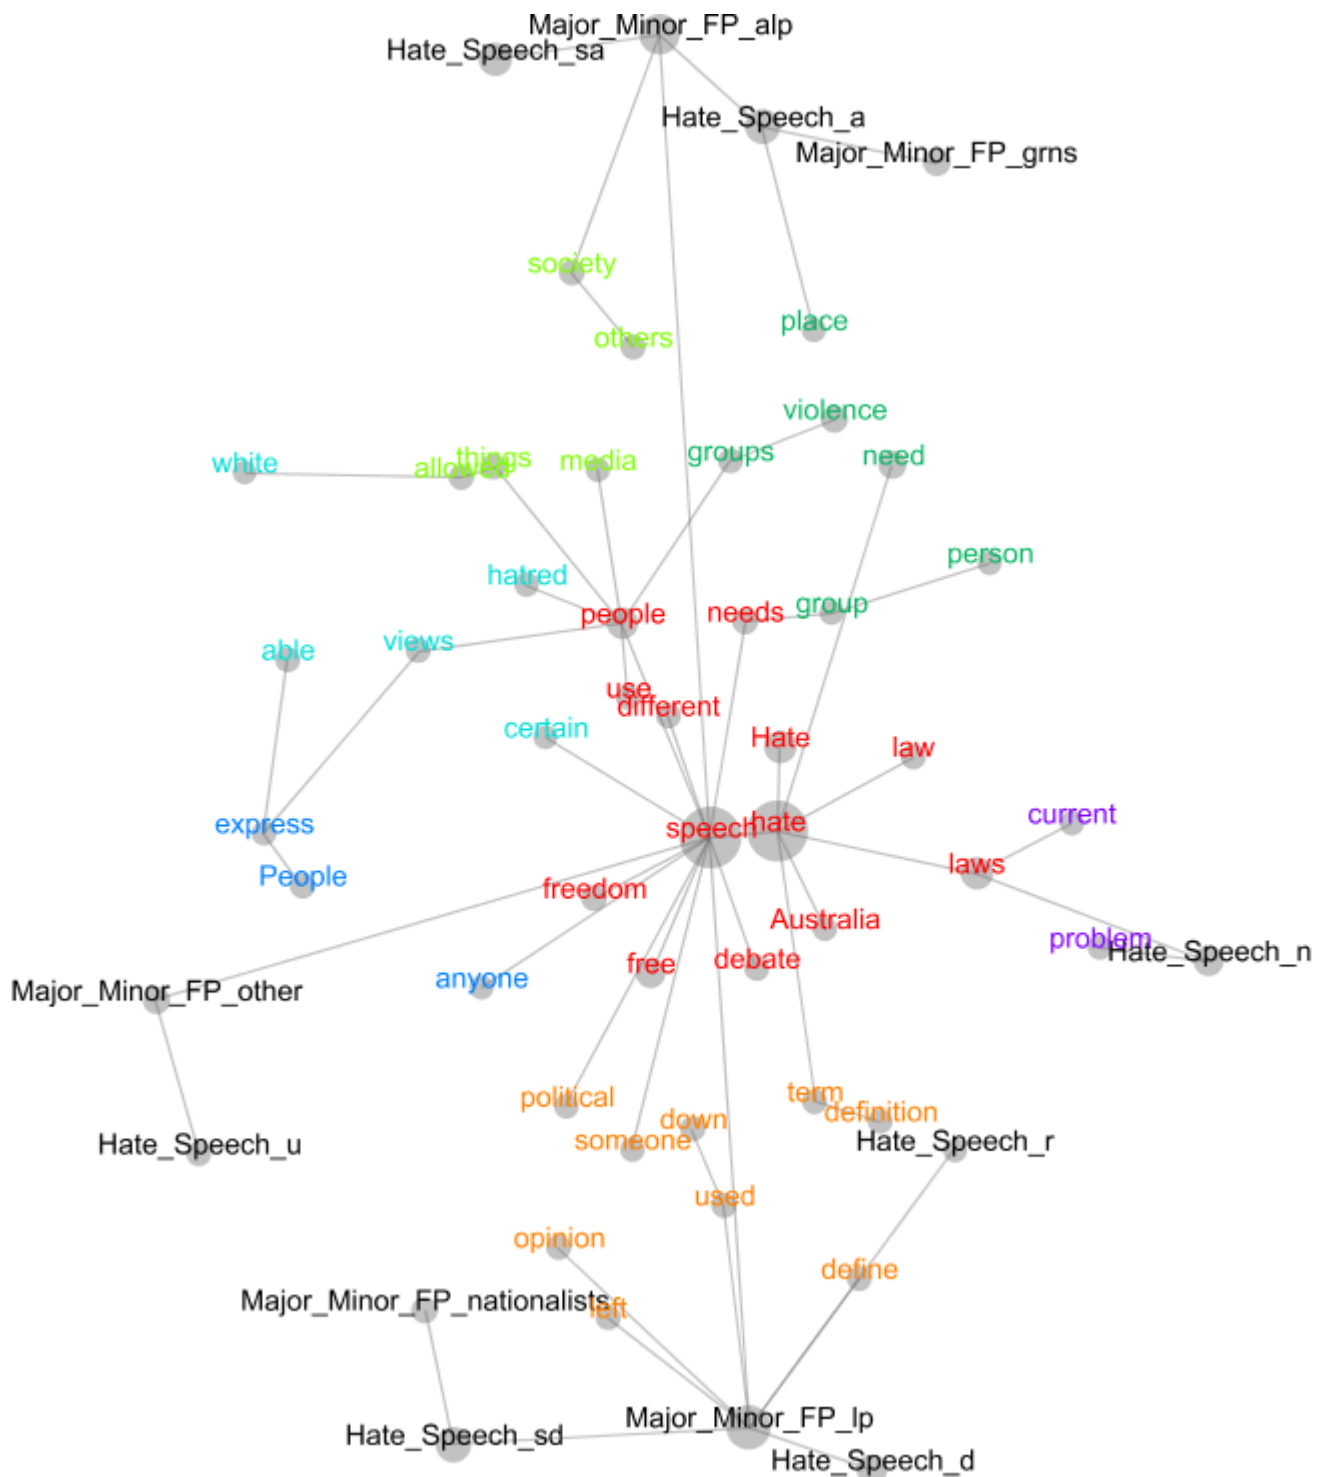 Major_Minor_FP_alp
Hate_Speech_sa
Hate_Speech_a
Major_Minor_FP_grns
society
place
others
violence
things
groups
need
white
allowed
media
person
hatred
people
needs
group
able
views
use
different
certain
Hate
law
express
speech
hate
current
People
freedom
laws
Australia
anyone
free
debate
problem
Hate_Speech_n
Major_Minor_FP_other
political
down
term
definition
Hate_Speech_u
someone
Hate_Speech_r
used
opinion
define
Major_Minor_FP_nationalists
left
Major_Minor_FP_lp
Hate_Speech_sd
Hate_Speech_d